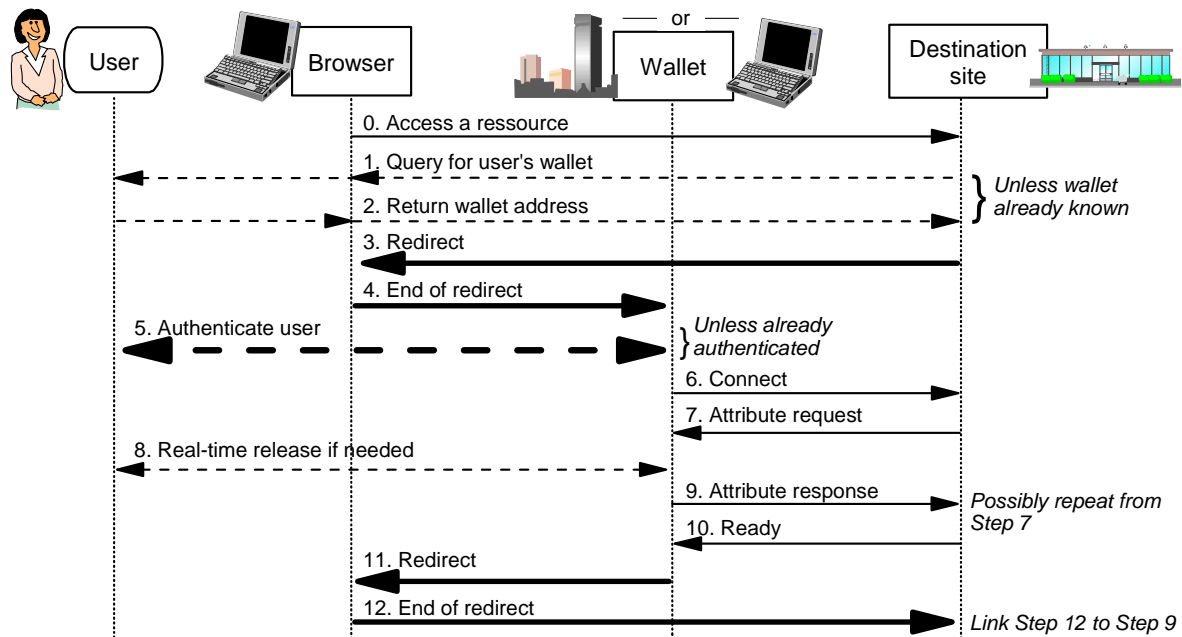 or
User
Browser
Wallet
Destination
site
0. Access a ressource
1. Query for user's wallet
Unless wallet
already known
2. Return wallet address
3. Redirect
4. End of redirect
5. Authenticate user
Unless already
authenticated
6. Connect
7. Attribute request
8. Real-time release if needed
9. Attribute response
Possibly repeat from
Step 7
10. Ready
11. Redirect
12. End of redirect
Link Step 12 to Step 9